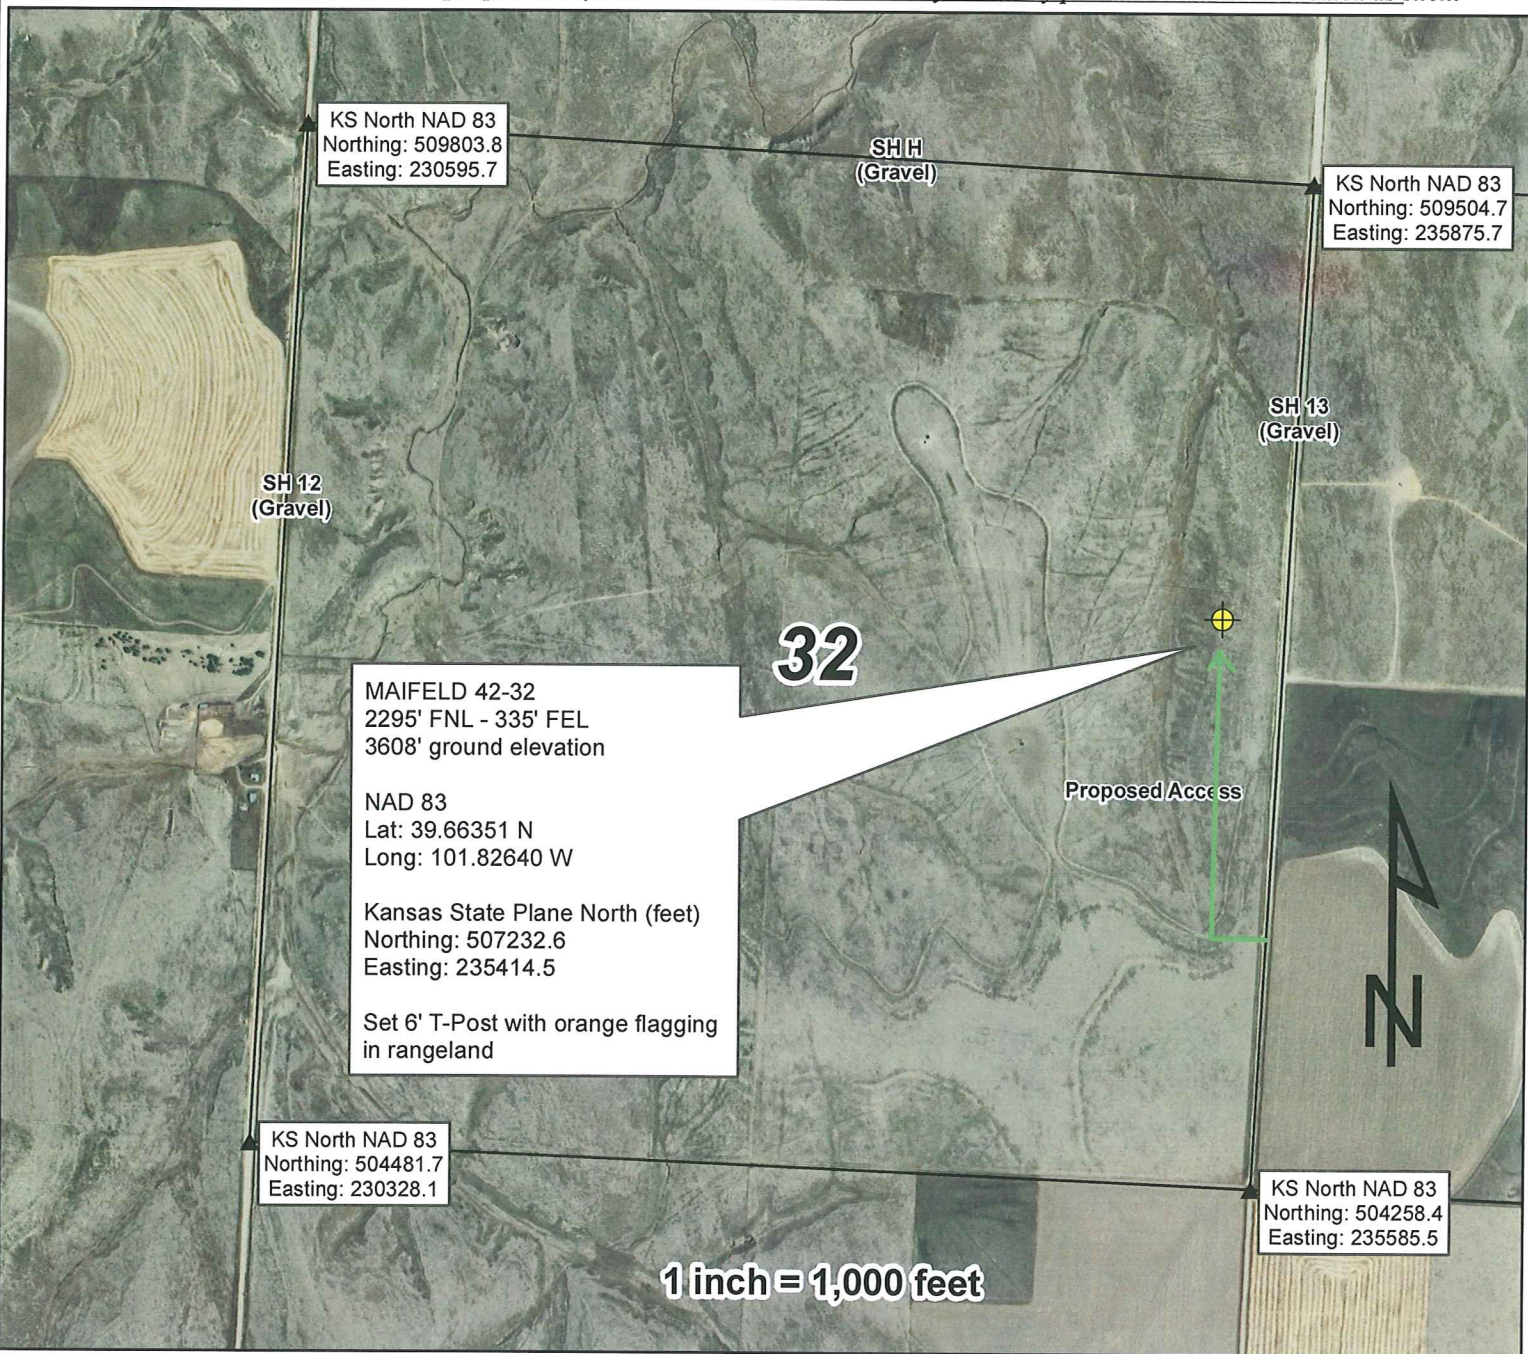 KS North NAD 83
Northing: 509803.8
Easting: 230595.7
SH H
(Gravel)
KS North NAD 83
Northing: 509504.7
Easting: 235875.7
SH 13
(Gravel)
SH 12
(Gravel)
32
MAIFELD 42-32
2295' FNL - 335' FEL
3608' ground elevation
NAD 83
Lat: 39.66351 N
Long: 101.82640 W
Kansas State Plane North (feet)
Northing: 507232.6
Easting: 235414.5
Set 6' T-Post with orange flagging
in rangeland
Proposed Access
N
KS North NAD 83
Northing: 504481.7
Easting: 230328.1
KS North NAD 83
Northing: 504258.4
Easting: 235585.5
1 inch = 1,000 feet